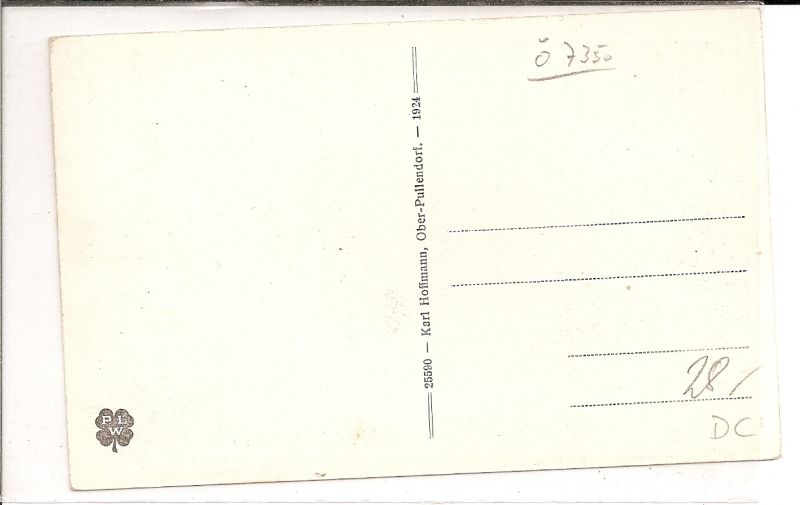 Ö 7350
25590 — Karl Hoffmann, Ober-Pullendorf. — 1924
28/
DC
P L
W